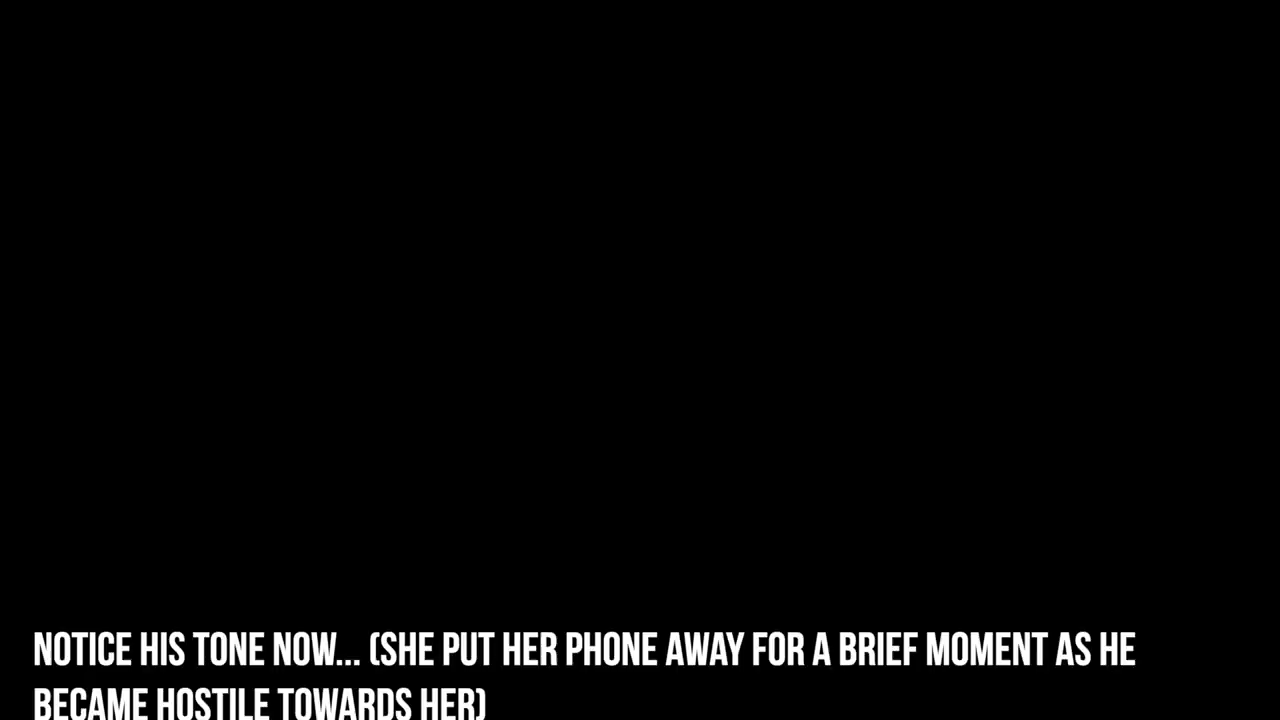 NOTICE HIS TONE NOW... (SHE PUT HER PHONE AWAY FOR A BRIEF MOMENT AS HE
BECAME HOSTILE TOWARDS HER)